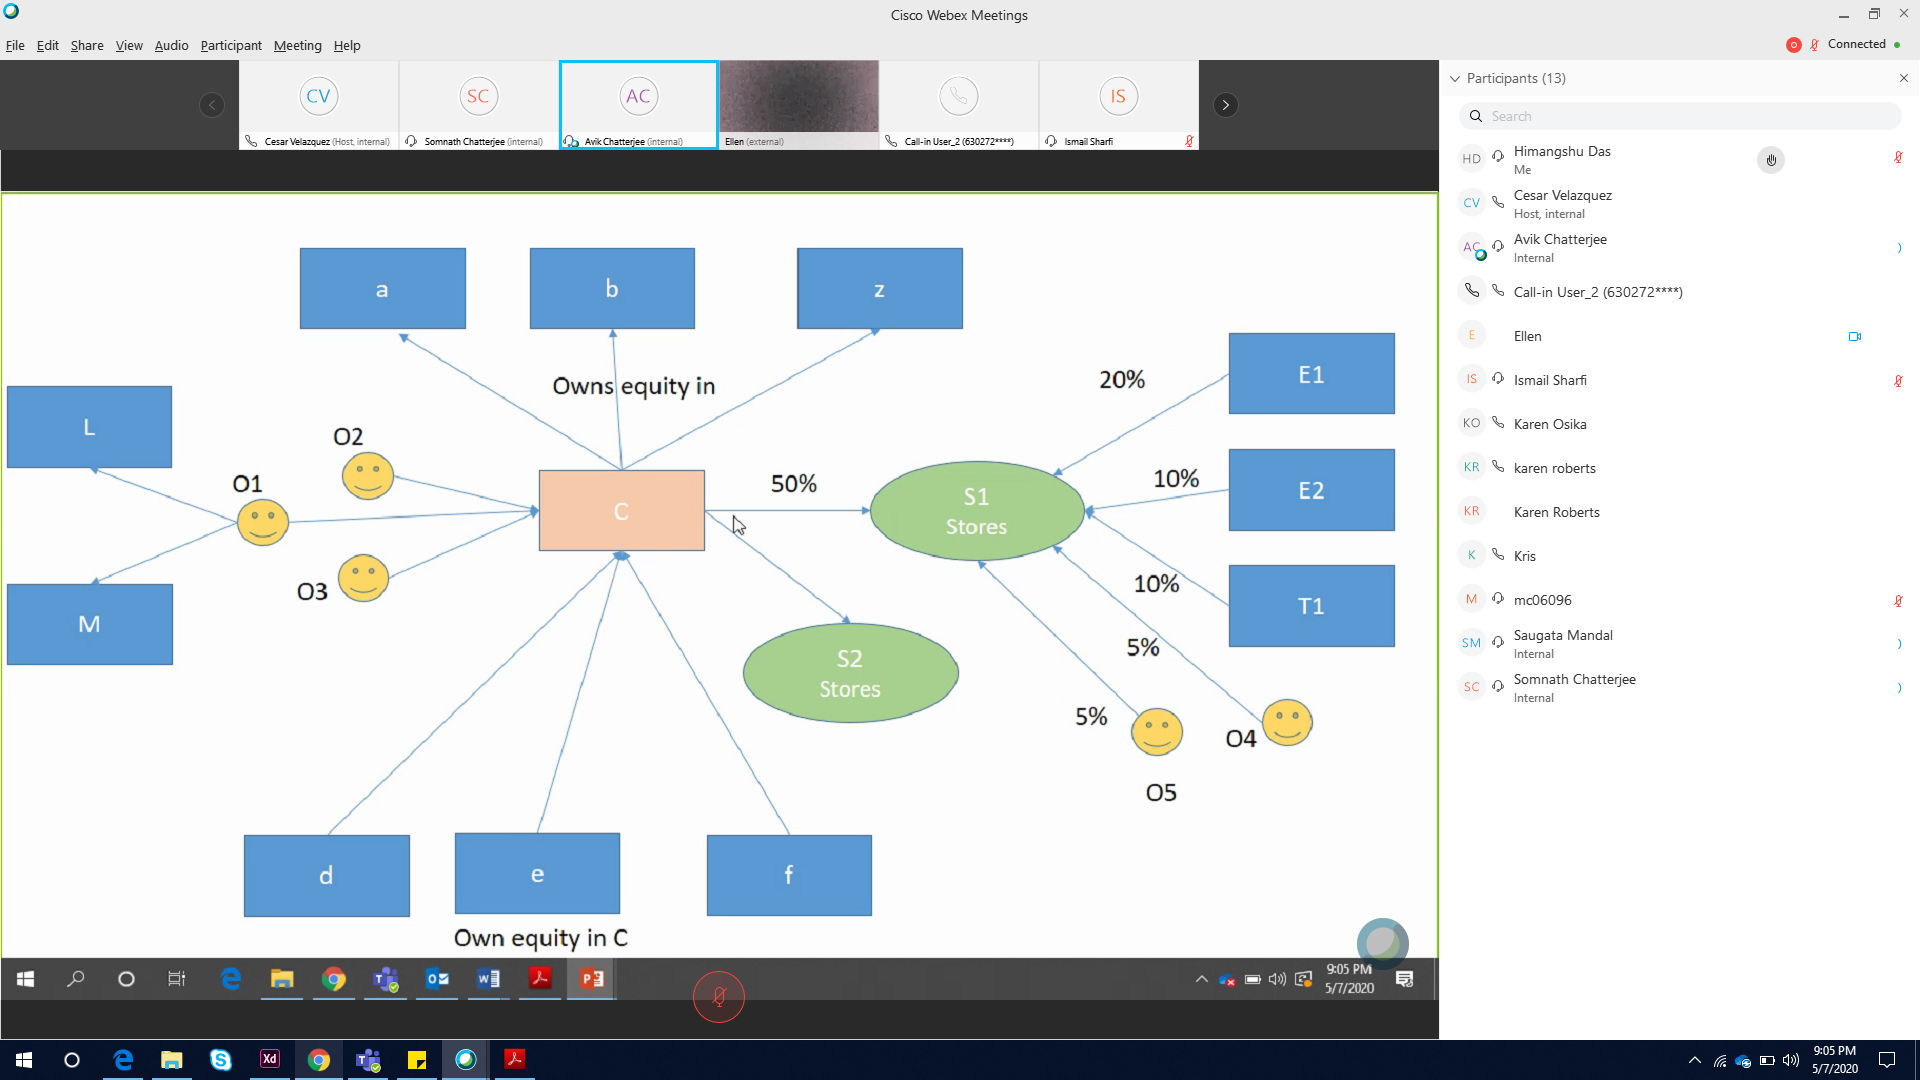 Cisco Webex Meetings
File Edit Share View Audio Participant Meeting Help
Connected
CV
SC
AC
IS
Cesar Velazquez (Host, internal)
Somnath Chatterjee (internal)
Avik Chatterjee (internal)
Ellen (external)
Call-in User_2 (630272****)
Ismail Sharfi
a
b
z
Owns equity in
L
O2
O1
O3
M
C
50%
S1
Stores
S2
Stores
20%
E1
10%
E2
10%
T1
5%
5%
O4
O5
d
e
f
Own equity in C
9:05 PM
5/7/2020
Participants (13)
Search
HD
Himangshu Das
Me
CV
Cesar Velazquez
Host, internal
AC
Avik Chatterjee
Internal
Call-in User_2 (630272****)
E
Ellen
IS
Ismail Sharfi
KO
Karen Osika
KR
karen roberts
KR
Karen Roberts
K
Kris
M
mc06096
SM
Saugata Mandal
Internal
SC
Somnath Chatterjee
Internal
Xd
9:05 PM
5/7/2020